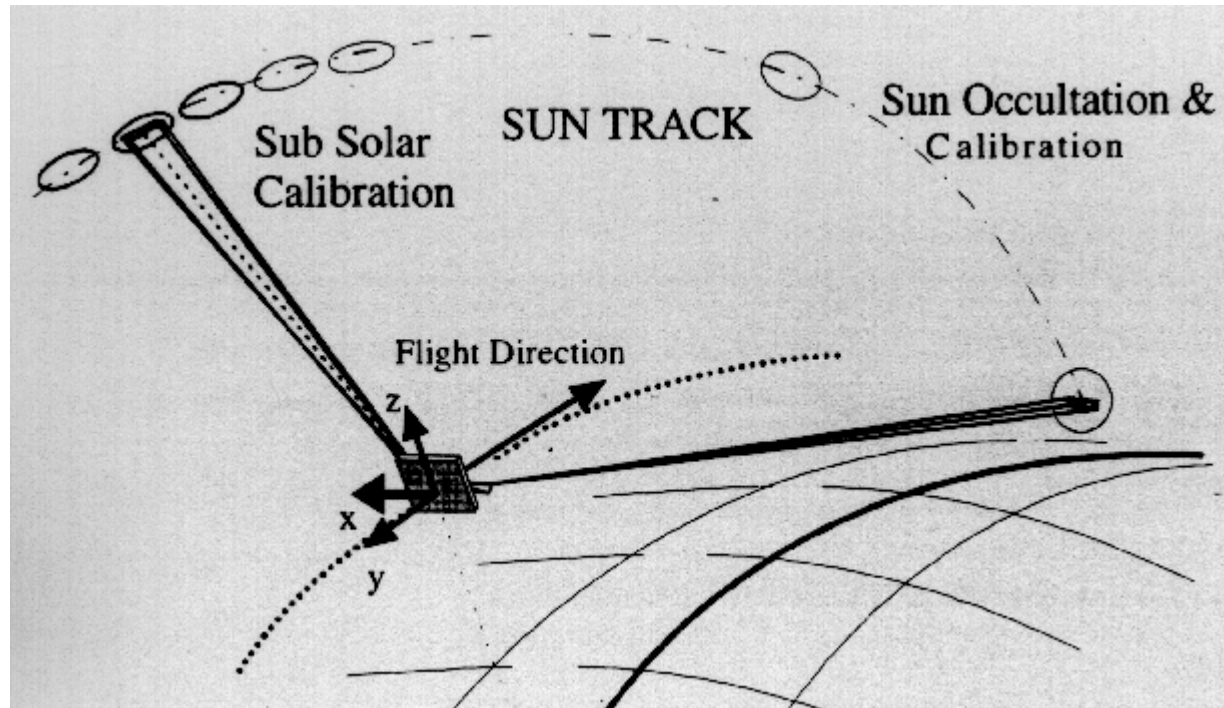 SUN TRACK
Sun Occultation &
Calibration
Sub Solar
Calibration
Flight Direction
z
x
y